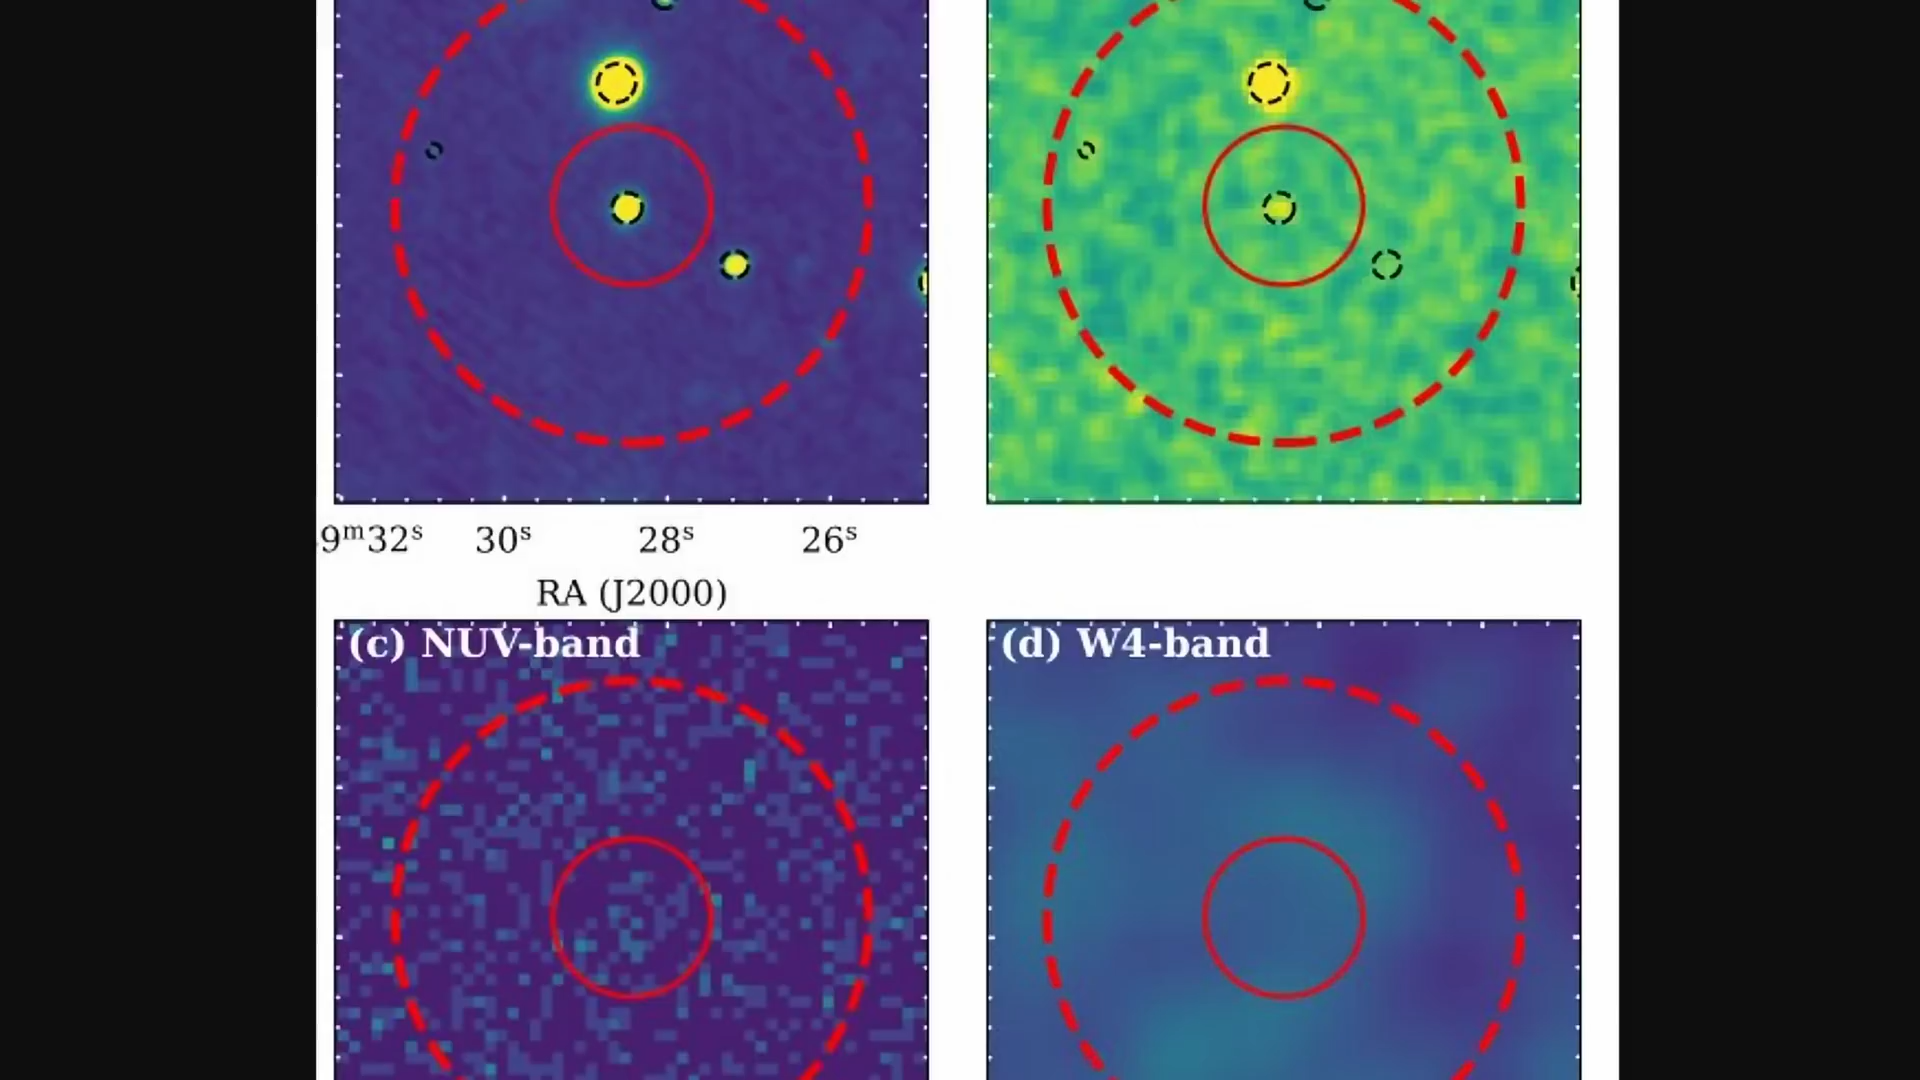 9ᵐ32ˢ 30ˢ 28ˢ 26ˢ
RA (J2000)
(c) NUV-band
(d) W4-band